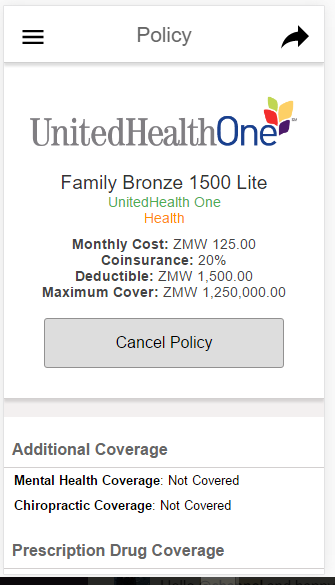 Policy
UnitedHealthOne℠
Family Bronze 1500 Lite
UnitedHealth One
Health
Monthly Cost: ZMW 125.00
Coinsurance: 20%
Deductible: ZMW 1,500.00
Maximum Cover: ZMW 1,250,000.00
Cancel Policy
Additional Coverage
Mental Health Coverage: Not Covered
Chiropractic Coverage: Not Covered
Prescription Drug Coverage